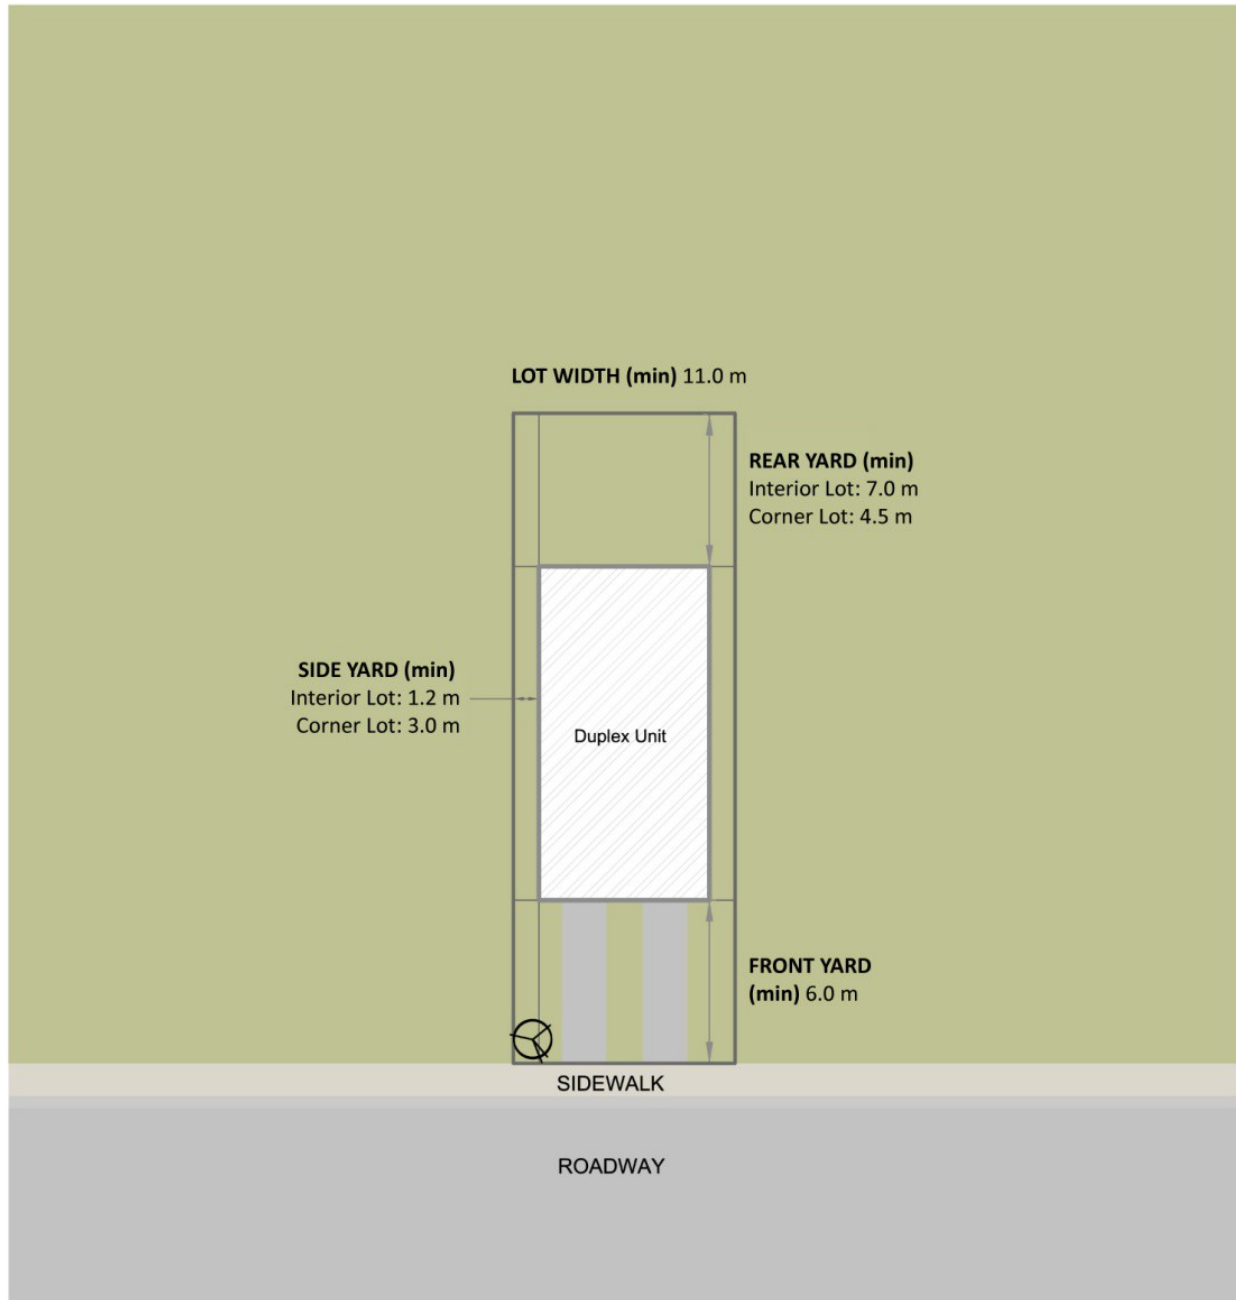 LOT WIDTH (min) 11.0 m
REAR YARD (min)
Interior Lot: 7.0 m
Corner Lot: 4.5 m
SIDE YARD (min)
Interior Lot: 1.2 m
Corner Lot: 3.0 m
Duplex Unit
FRONT YARD
(min) 6.0 m
SIDEWALK
ROADWAY